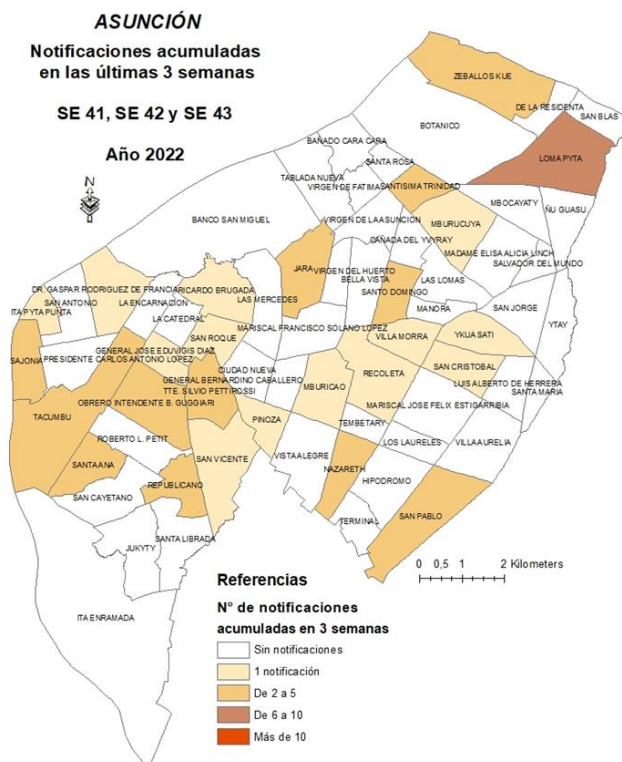 ASUNCIÓN
Notificaciones acumuladas
en las últimas 3 semanas
SE 41, SE 42 y SE 43
Año 2022
N
ZEBALLOS KUE
DE LA RESIDENTA
SAN BLAS
BOTANICO
LOMA PYTA
BAÑADO CARA CARA
SANTA ROSA
TABLADA NUEVA
VIRGEN DE FATIMA
SANTISIMA TRINIDAD
MBOCAYATY
ÑU GUASU
BANCO SAN MIGUEL
VIRGEN DE LA ASUNCION
MBURUCUYA
CAÑADA DEL YVYRAY
MADAME ELISA ALICIA LINCH
SALVADOR DEL MUNDO
JARA
VIRGEN DEL HUERTO
BELLA VISTA
LAS LOMAS
DR. GASPAR RODRIGUEZ DE FRANCIA
RICARDO BRUGADA
SANTO DOMINGO
SAN ANTONIO
LA ENCARNACION
LAS MERCEDES
MANORA
SAN JORGE
ITA PYTA PUNTA
LA CATEDRAL
MARISCAL FRANCISCO SOLANO LOPEZ
YTAY
SAN ROQUE
VILLA MORRA
YKUA SATI
GENERAL JOSE EDUVIGIS DIAZ
SAJONIA
PRESIDENTE CARLOS ANTONIO LOPEZ
CIUDAD NUEVA
SAN CRISTOBAL
GENERAL BERNARDINO CABALLERO
RECOLETA
LUIS ALBERTO DE HERRERA
TACUMBU
OBRERO INTENDENTE B. GUGGIARI
TTE. SILVIO PETTIROSSI
MBURICAO
SANTA MARIA
MARISCAL JOSE FELIX ESTIGARRIBIA
PINOZA
TEMBETARY
ROBERTO L. PETIT
LOS LAURELES
VILLA AURELIA
SANTA ANA
SAN VICENTE
VISTA ALEGRE
REPUBLICANO
NAZARETH
HIPODROMO
SAN CAYETANO
SAN PABLO
TERMINAL
SANTA LIBRADA
JUKYTY
ITA ENRAMADA
0 0,5 1 2 Kilometers
Referencias
N° de notificaciones
acumuladas en 3 semanas
Sin notificaciones
1 notificación
De 2 a 5
De 6 a 10
Más de 10